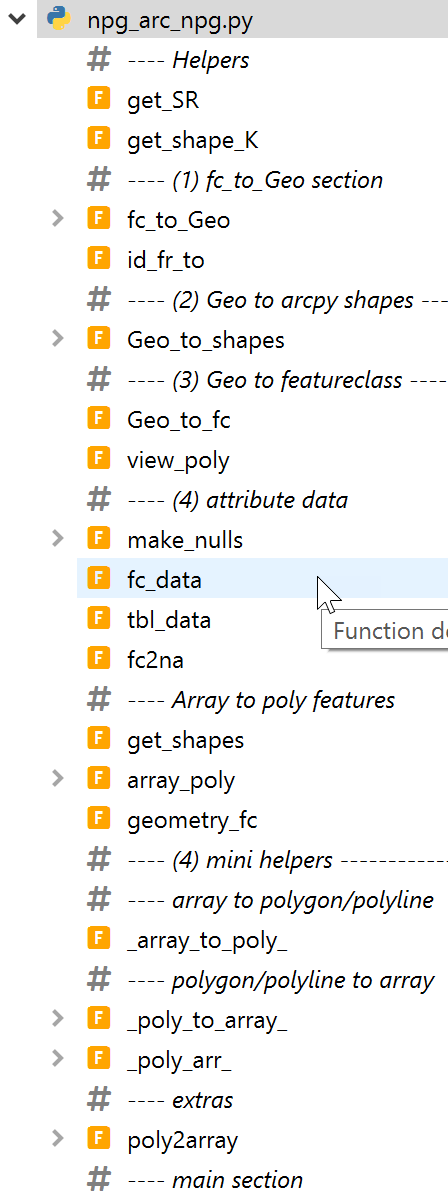 npg_arc_npg.py
# ---- Helpers
F get_SR
F get_shape_K
# ---- (1) fc_to_Geo section
F fc_to_Geo
F id_fr_to
# ---- (2) Geo to arcpy shapes ---
F Geo_to_shapes
# ---- (3) Geo to featureclass ----
F Geo_to_fc
F view_poly
# ---- (4) attribute data
F make_nulls
F fc_data
F tbl_data
Function d
F fc2na
# ---- Array to poly features
F get_shapes
F array_poly
F geometry_fc
# ---- (4) mini helpers ------------
# ---- array to polygon/polyline
F _array_to_poly_
# ---- polygon/polyline to array
F _poly_to_array_
F _poly_arr_
# ---- extras
F poly2array
# ---- main section